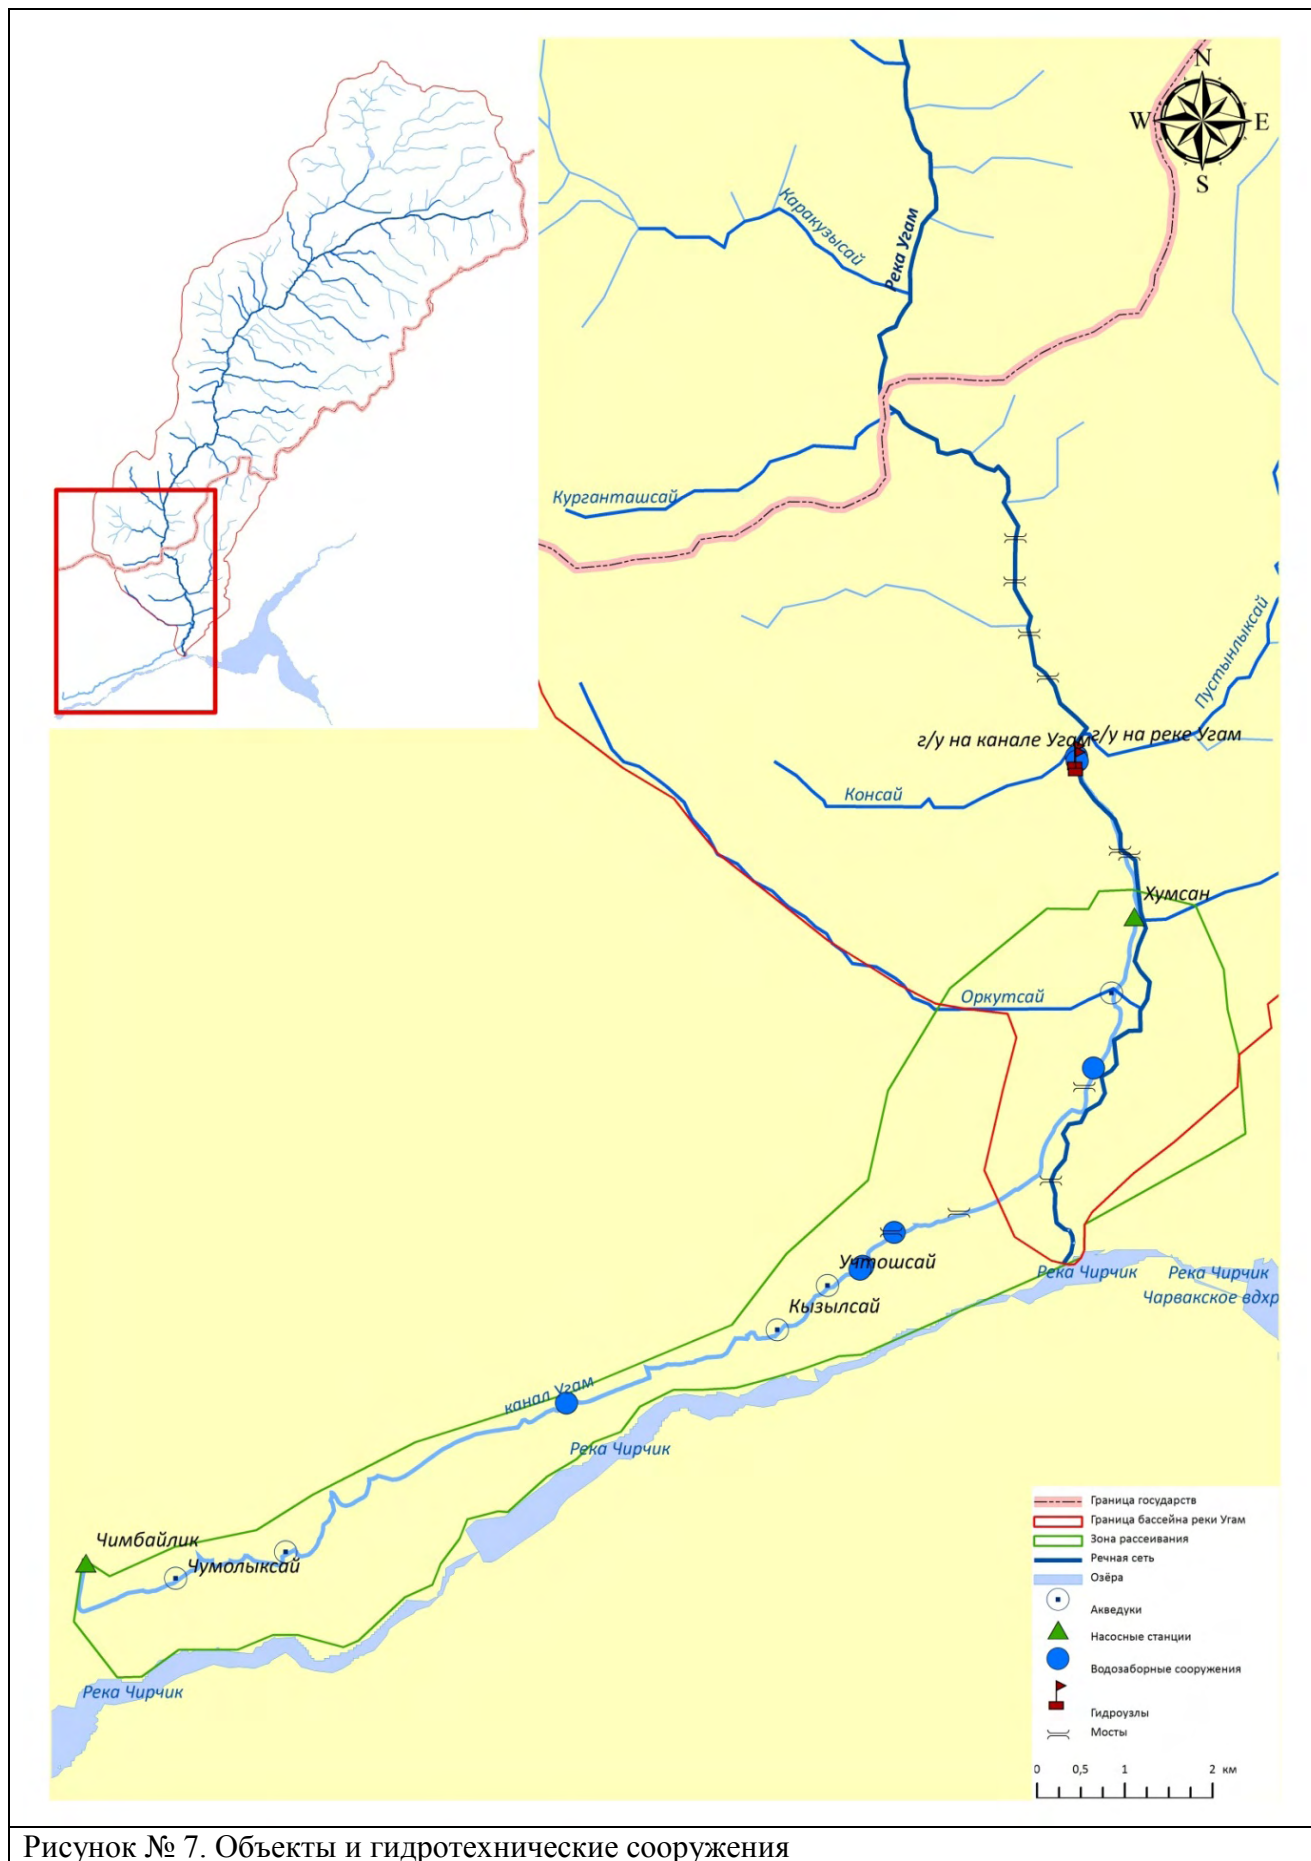 N
W
E
S
Каракузысай
Река Угам
Курганташсай
Пустынлыксай
г/у на канале Угам
г/у на реке Угам
Консай
Хумсан
Оркутсай
Учтошсай
Река Чирчик
Река Чирчик
Чарвакское вдхр
Кызылсай
канал Угам
Река Чирчик
Чимбайлик
Чумолыксай
Река Чирчик
Граница государств
Граница бассейна реки Угам
Зона рассеивания
Речная сеть
Озёра
Акведуки
Насосные станции
Водозаборные сооружения
Гидроузлы
Мосты
0 0,5 1 2 км
Рисунок № 7. Объекты и гидротехнические сооружения